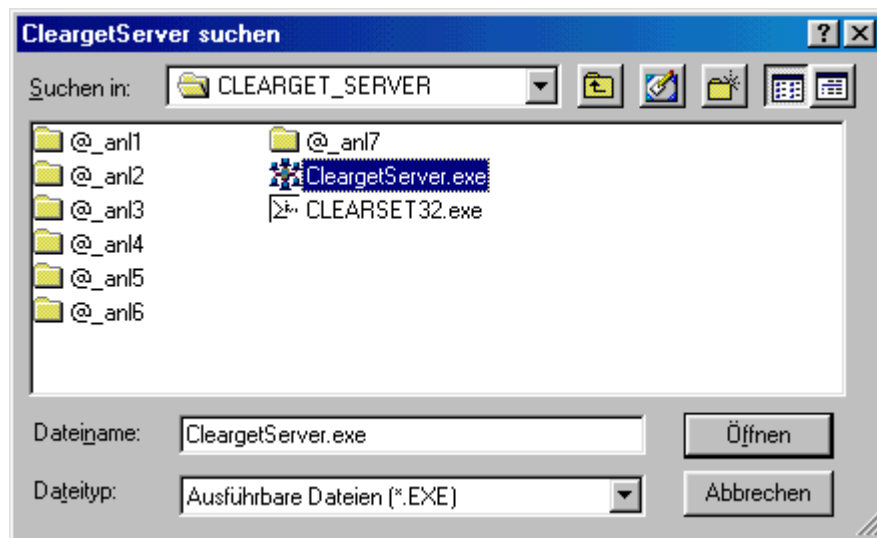 CleargetServer suchen
Suchen in: CLEARGET_SERVER
@_anl1
@_anl2
@_anl3
@_anl4
@_anl5
@_anl6
@_anl7
CleargetServer.exe
CLEARSET32.exe
Dateiname: CleargetServer.exe Öffnen
Dateityp: Ausführbare Dateien (*.EXE) Abbrechen